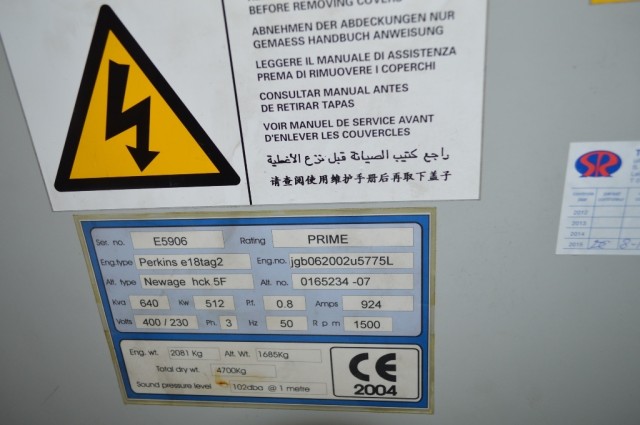 BEFORE REMOVING COVERS
ABNEHMEN DER ABDECKUNGEN NUR
GEMAESS HANDBUCH ANWEISUNG
LEGGERE IL MANUALE DI ASSISTENZA
PRIMA DI RIMUOVERE I COPERCHI
CONSULTAR MANUAL ANTES
DE RETIRAR TAPAS
VOIR MANUEL DE SERVICE AVANT
D'ENLEVER LES COUVERCLES
راجع كتيب الصيانة قبل نزع الأغطية
请查阅使用维护手册后再取下盖子
SR
2012
2013
2014
2015
Ser. no. E5906 Rating PRIME
Eng.type Perkins e18tag2 Eng.no. jgb062002u5775L
Alt. type Newage hck 5F Alt. no. 0165234 -07
Kva 640 Kw 512 P.f. 0.8 Amps 924
Volts 400 / 230 Ph. 3 Hz 50 R p m 1500
Eng. wt. 2081 Kg Alt. Wt. 1685Kg
Total dry wt. 4700Kg
Sound pressure level 102dba @ 1 metre
CE
2004